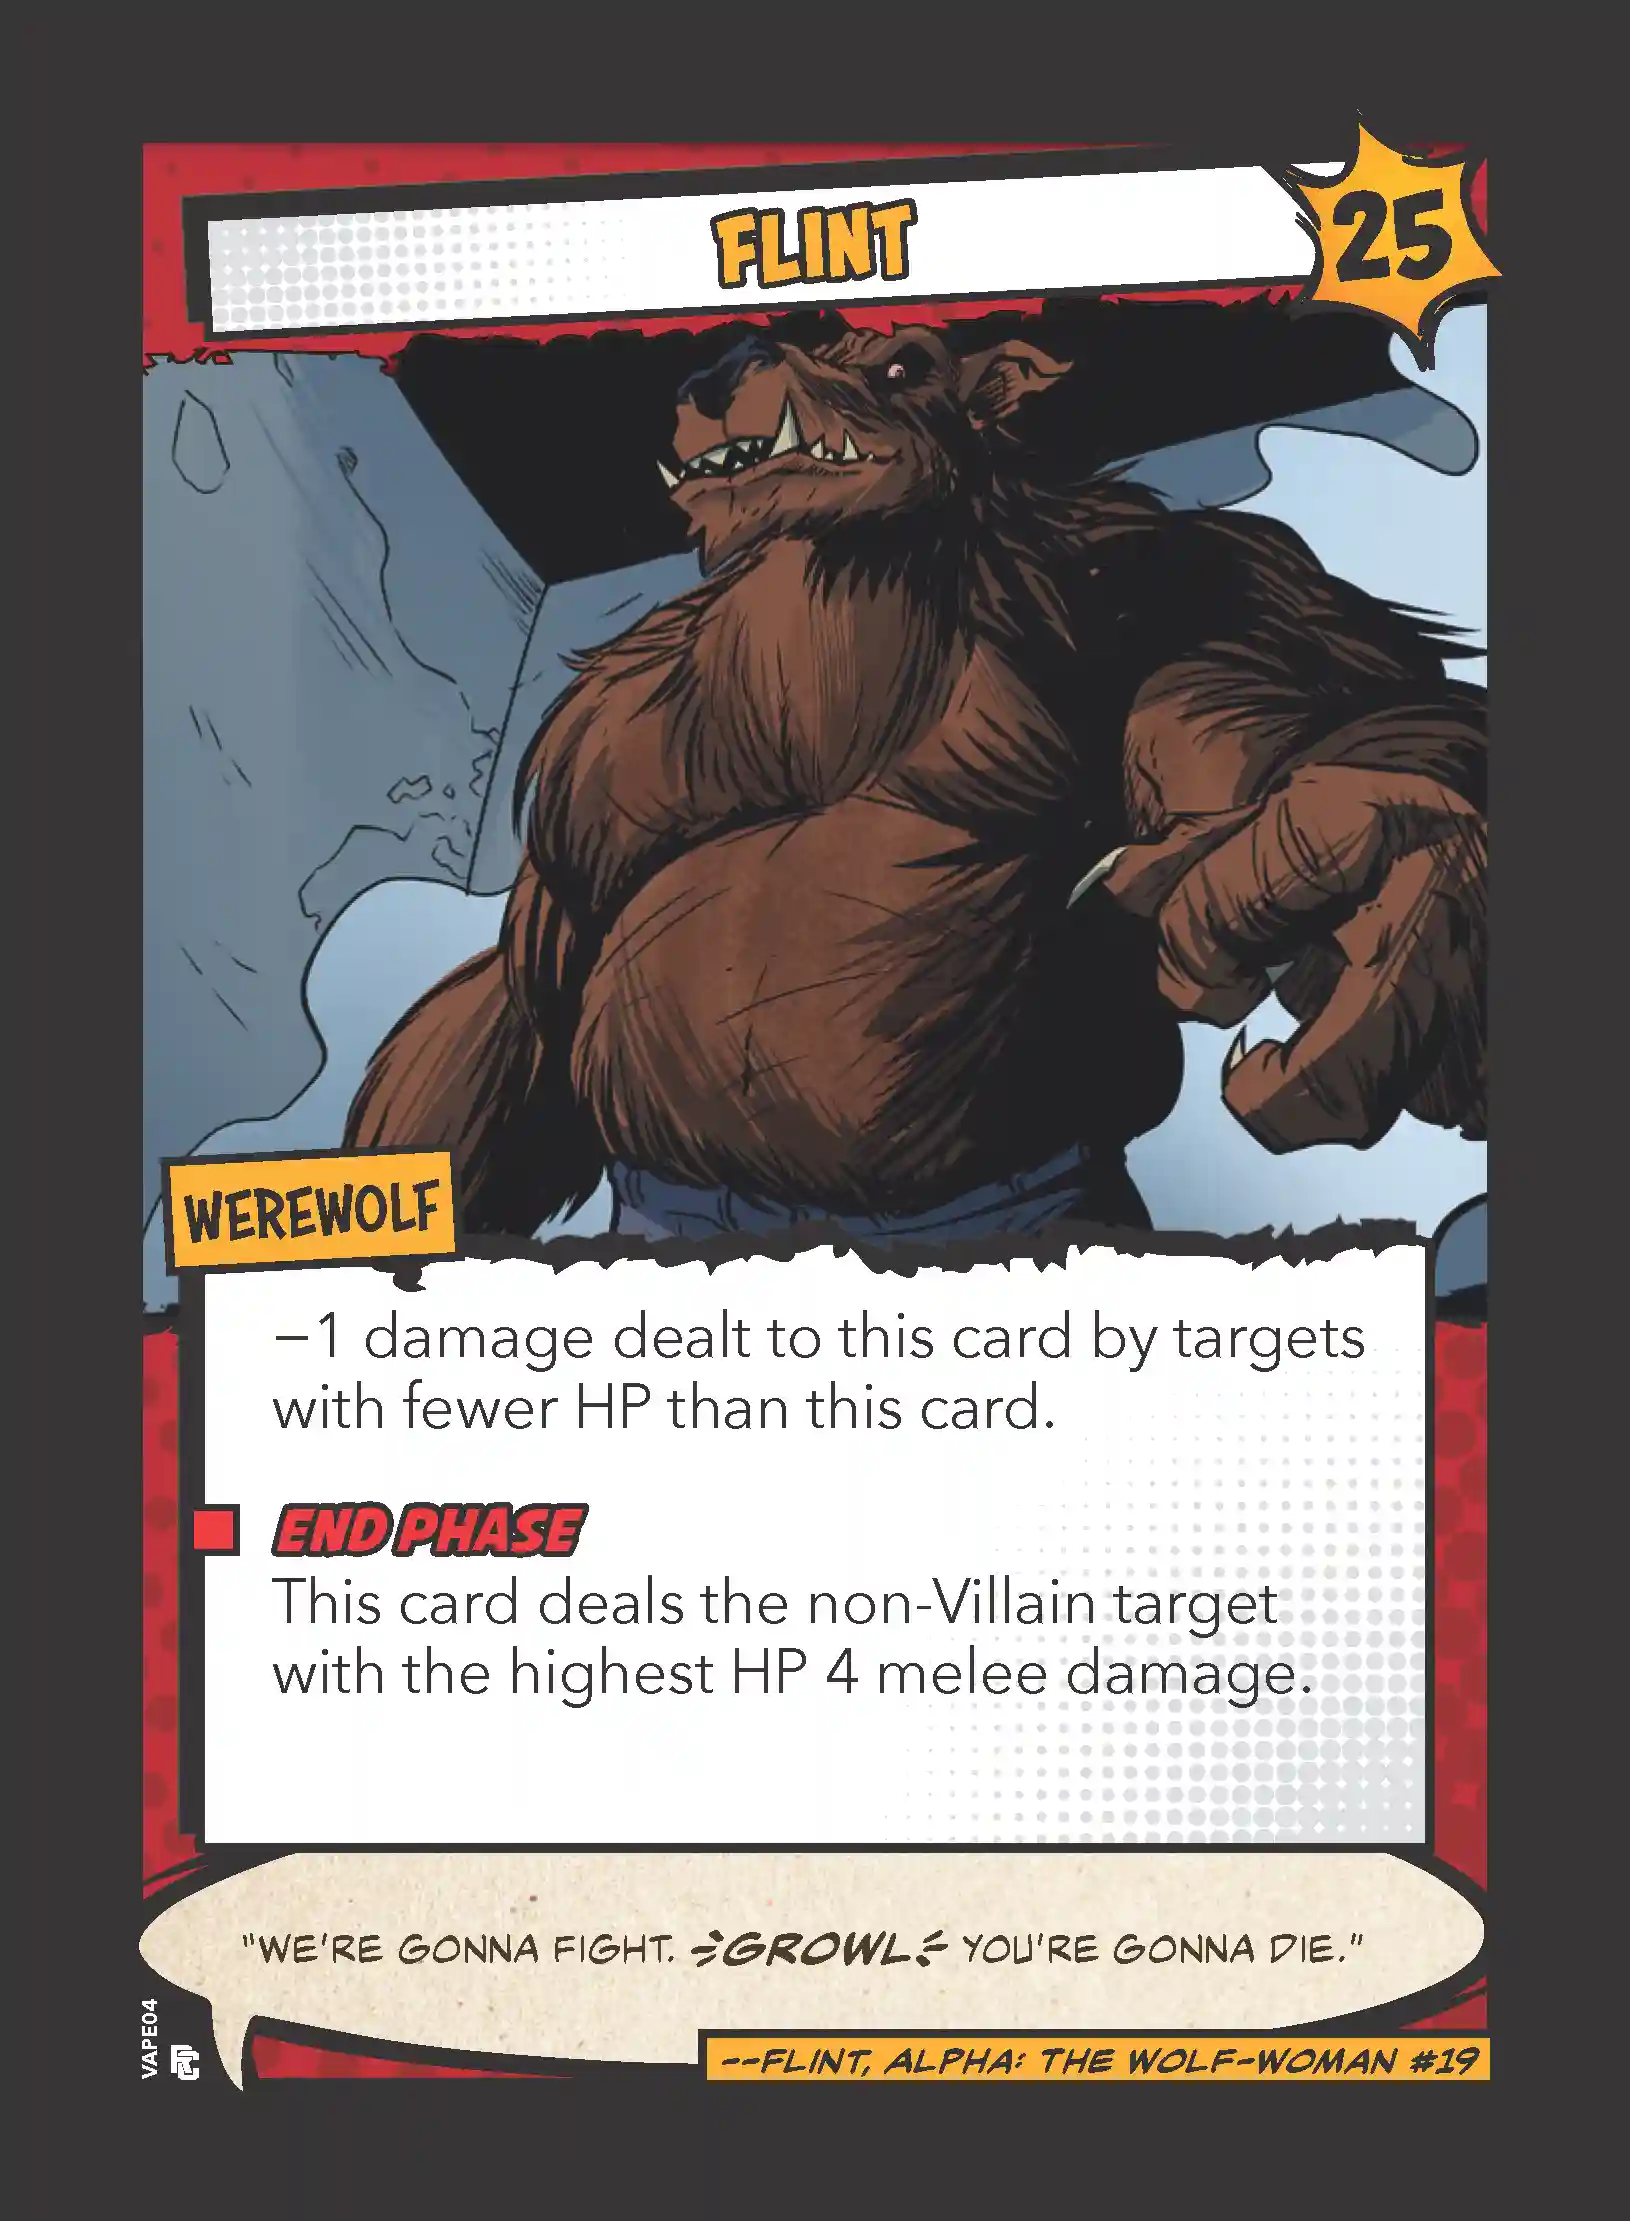 FLINT
25
WEREWOLF
−1 damage dealt to this card by targets
with fewer HP than this card.
END PHASE
This card deals the non-Villain target
with the highest HP 4 melee damage.
"WE'RE GONNA FIGHT. GROWL YOU'RE GONNA DIE."
--FLINT, ALPHA: THE WOLF-WOMAN #19
VAPE04